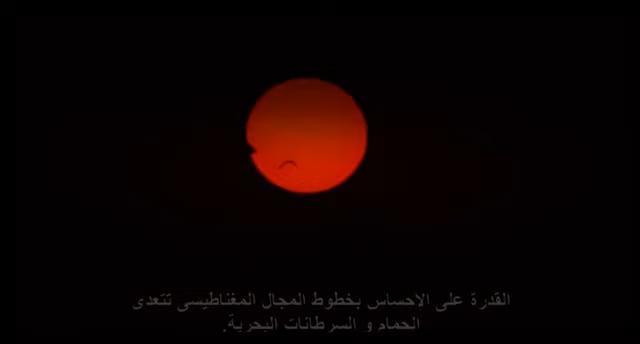 القدرة على الاحساس بخطوط المجال المغناطيسى تتعدى
الحمام و السرطانات البحرية.